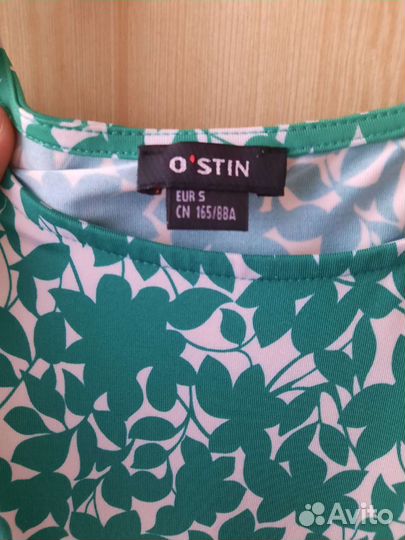 O'STIN
EUR S
CN 165/88A
Avito